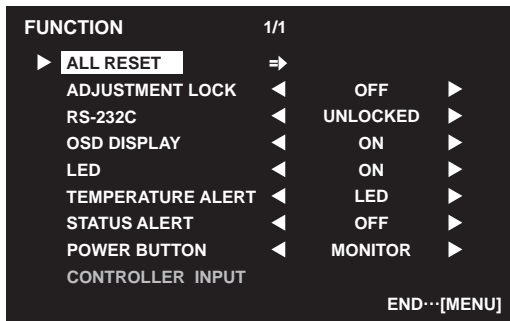 FUNCTION 1/1
ALL RESET
ADJUSTMENT LOCK OFF
RS-232C UNLOCKED
OSD DISPLAY ON
LED ON
TEMPERATURE ALERT LED
STATUS ALERT OFF
POWER BUTTON MONITOR
CONTROLLER INPUT
END···[MENU]